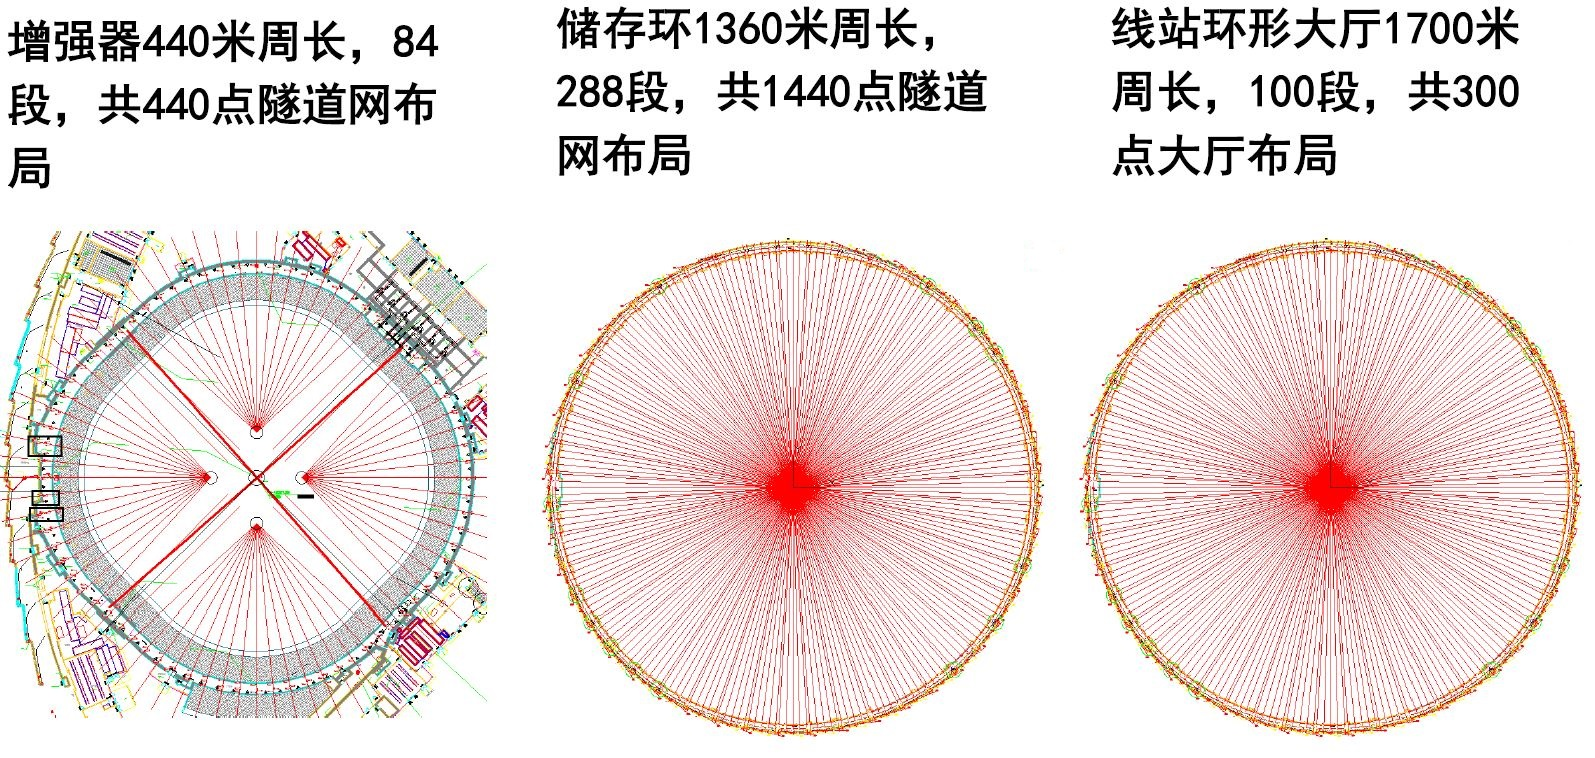 增强器440米周长，84
段，共440点隧道网布
局
储存环1360米周长，
288段，共1440点隧道
网布局
线站环形大厅1700米
周长，100段，共300
点大厅布局